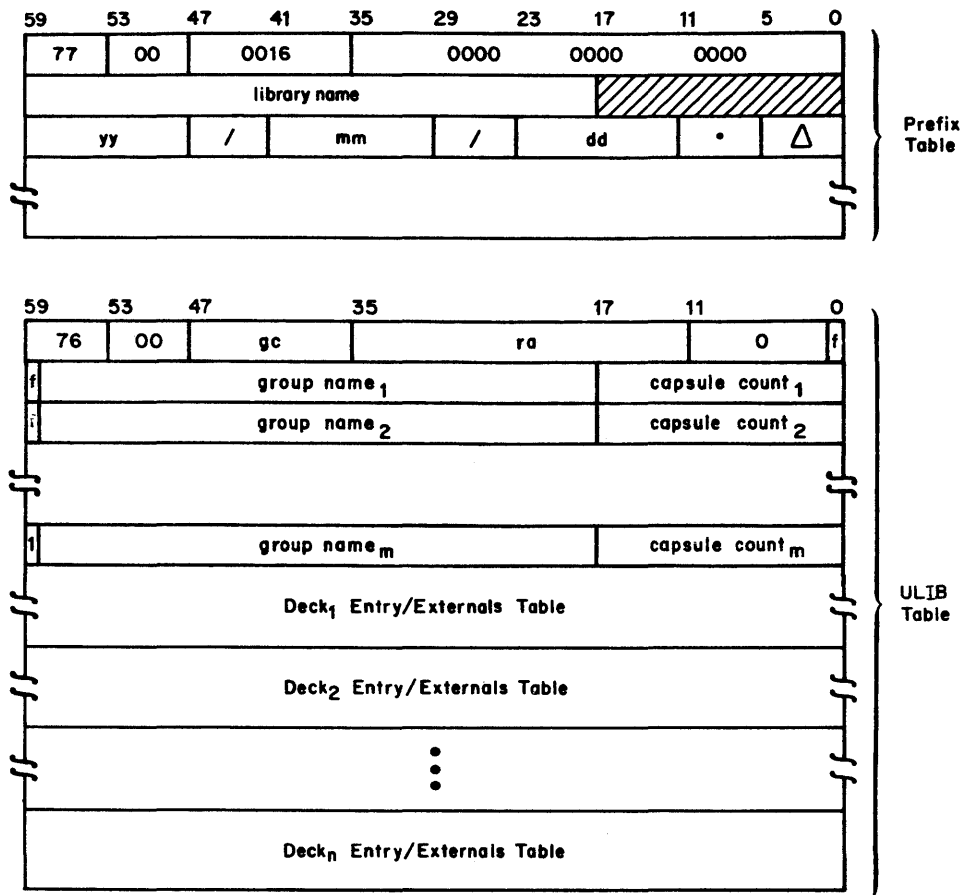 59 53 47 41 35 29 23 17 11 5 0
77 00 0016 0000 0000 0000
library name
yy / mm / dd • Δ
Prefix
Table
59 53 47 35 17 11 0
76 00 gc ra 0 f
f group name1 capsule count1
group name2 capsule count2
1 group namem capsule countm
Deck1 Entry/Externals Table
ULIB
Table
Deck2 Entry/Externals Table
Deckn Entry/Externals Table